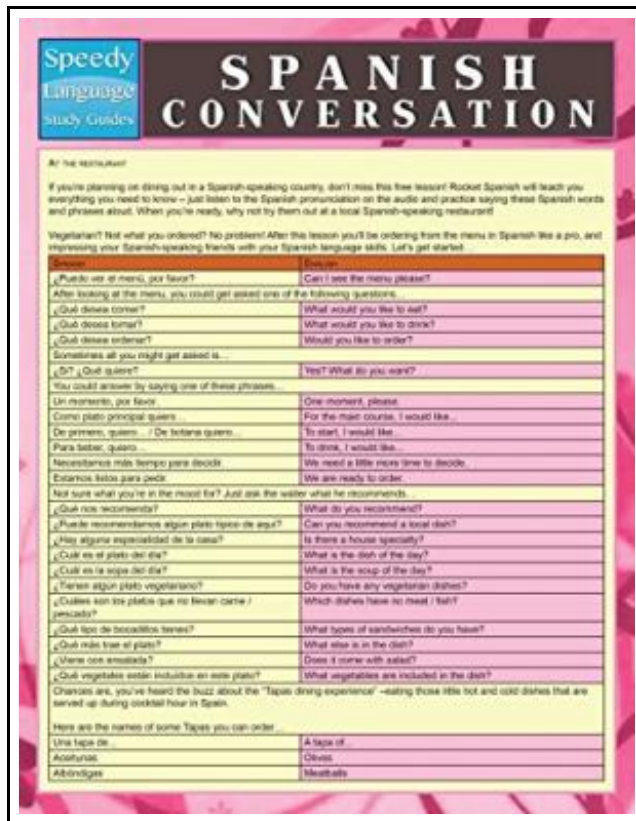 Speedy
Language
Study Guides
SPANISH
CONVERSATION
AT THE RESTAURANT
If you're planning on dining out in a Spanish-speaking country, don't miss this free lesson! Rocket Spanish will teach you
everything you need to know – just listen to the Spanish pronunciation on the audio and practice saying these Spanish words
and phrases aloud. When you're ready, why not try them out at a local Spanish-speaking restaurant!
Vegetarian? Not what you ordered? No problem! After this lesson you'll be ordering from the menu in Spanish like a pro, and
impressing your Spanish-speaking friends with your Spanish language skills. Let's get started...
SPANISH ENGLISH
¿Puedo ver el menú, por favor? Can I see the menu please?
After looking at the menu, you could get asked one of the following questions...
¿Qué desea comer? What would you like to eat?
¿Qué desea tomar? What would you like to drink?
¿Qué desea ordenar? Would you like to order?
Sometimes all you might get asked is...
¿Sí? ¿Qué quiere? Yes? What do you want?
You could answer by saying one of these phrases...
Un momento, por favor. One moment, please.
Como plato principal quiero... For the main course, I would like...
De primero, quiero... / De botana quiero... To start, I would like...
Para beber, quiero... To drink, I would like...
Necesitamos más tiempo para decidir. We need a little more time to decide.
Estamos listos para pedir. We are ready to order.
Not sure what you're in the mood for? Just ask the waiter what he recommends...
¿Qué nos recomienda? What do you recommend?
¿Puede recomendarnos algún plato típico de aquí? Can you recommend a local dish?
¿Hay alguna especialidad de la casa? Is there a house specialty?
¿Cuál es el plato del día? What is the dish of the day?
¿Cuál es la sopa del día? What is the soup of the day?
¿Tienen algún plato vegetariano? Do you have any vegetarian dishes?
¿Cuáles son los platos que no llevan carne / Which dishes have no meat / fish?
pescado?
¿Qué tipo de bocadillos tienes? What types of sandwiches do you have?
¿Qué más trae el plato? What else is in the dish?
¿Viene con ensalada? Does it come with salad?
¿Qué vegetales están incluidos en este plato? What vegetables are included in the dish?
Chances are, you've heard the buzz about the "Tapas dining experience" –eating those little hot and cold dishes that are
served up during cocktail hour in Spain.
Here are the names of some Tapas you can order...
Una tapa de... A tapa of...
Aceitunas Olives
Albóndigas Meatballs